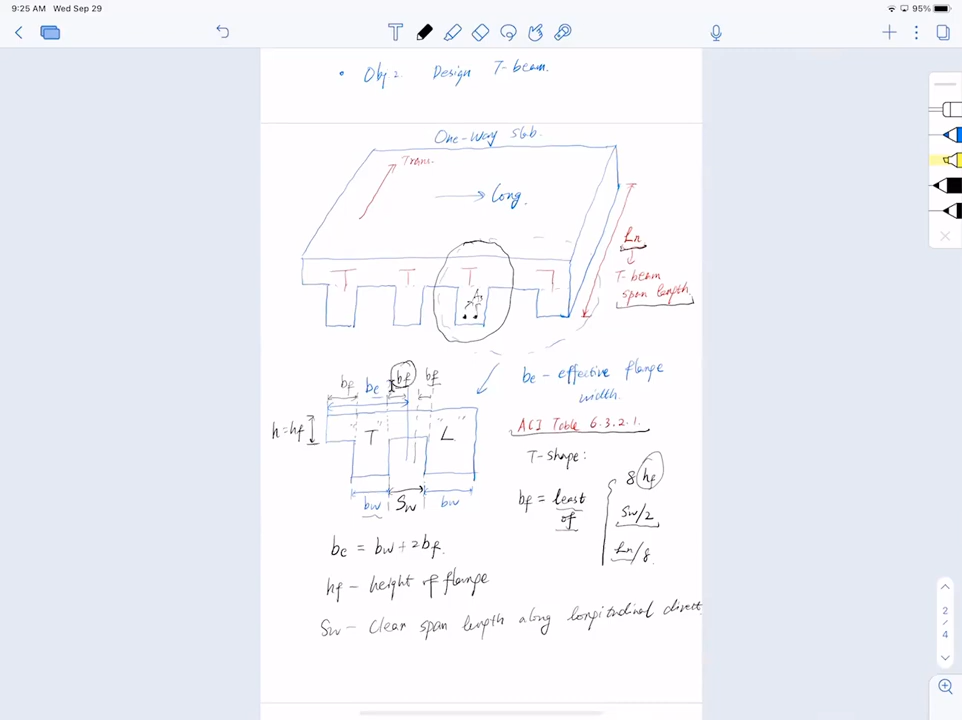 9:25 AM Wed Sep 29
95%
T
• Obj 2. Design T-beam.
One-way slab.
Trans.
Long.
Ln
T-beam
span length
T T T ㄱ
As
bf be bf bf
be - effective flange
width.
h=hf
T L
ACI Table 6.3.2.1.
T-shape:
8 hf
bf = least
of
Sw/2
Ln/8.
bw Sw bw
be = bw + 2bf.
hf - height of flange
Sw - clear span length along longitudinal direct
2
/
4